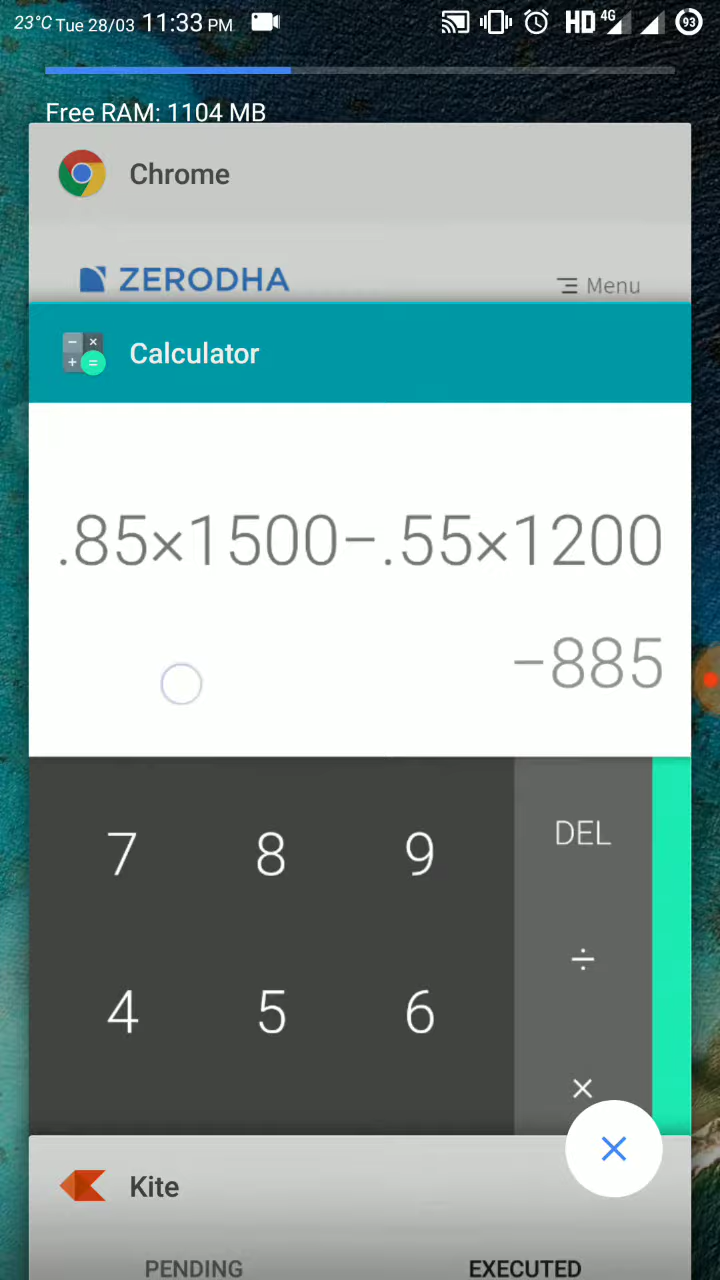 23°C Tue 28/03 11:33 PM HD 4G 93
Free RAM: 1104 MB
Chrome
ZERODHA
Menu
Calculator
.85×1500−.55×1200
−885
7 8 9 DEL
÷
4 5 6
×
Kite
PENDING EXECUTED